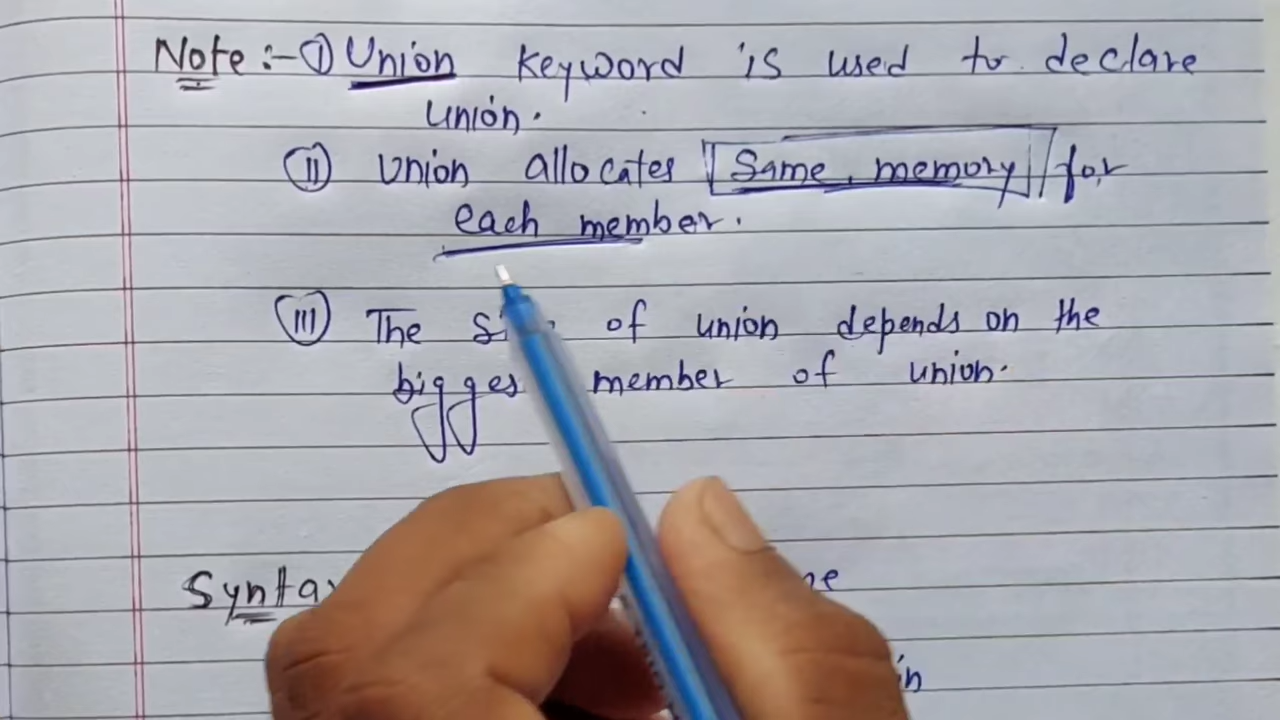 Note :- (I) Union keyword is used to declare
union.
(II) Union allocates Same memory for
each member.
(III) The of union depends on the
member of union.